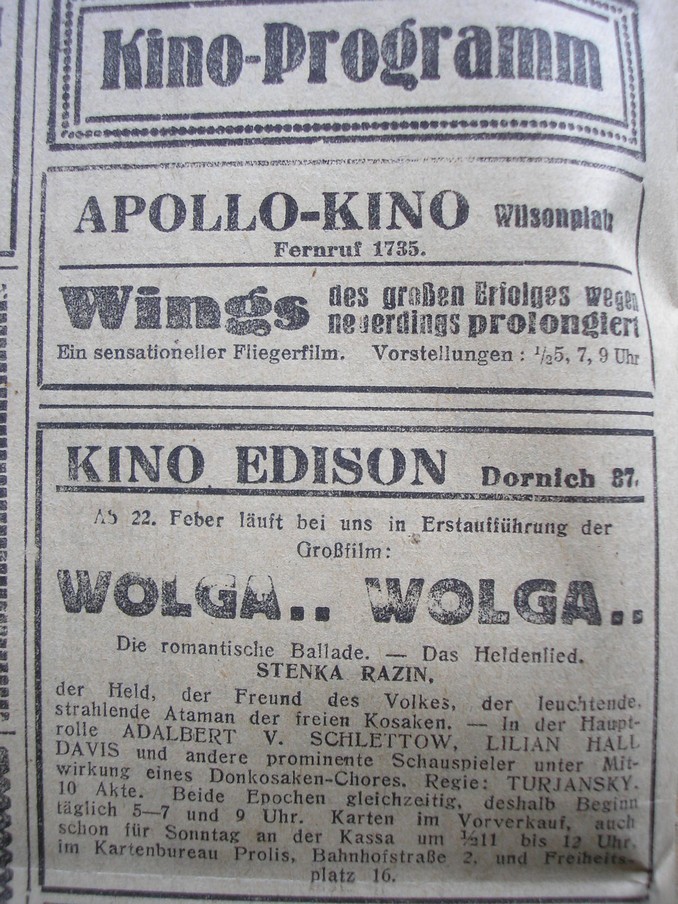 Kino-Programm
APOLLO-KINO Wilsonplatz
Fernruf 1735.
Wings des großen Erfolges wegen
neuerdings prolongiert
Ein sensationeller Fliegerfilm. Vorstellungen: ½5, 7, 9 Uhr
KINO EDISON Dornich 37.
Ab 22. Feber läuft bei uns in Erstaufführung der
Großfilm:
WOLGA.. WOLGA..
Die romantische Ballade. — Das Heldenlied.
STENKA RAZIN,
der Held, der Freund des Volkes, der leuchtende,
strahlende Ataman der freien Kosaken. — In der Haupt-
rolle ADALBERT V. SCHLETTOW, LILIAN HALL
DAVIS und andere prominente Schauspieler unter Mit-
wirkung eines Donkosaken-Chores. Regie: TURJANSKY.
10 Akte. Beide Epochen gleichzeitig, deshalb Beginn
täglich 5—7 und 9 Uhr. Karten im Vorverkauf, auch
schon für Sonntag an der Kassa um ½11 bis 12 Uhr,
im Kartenbureau Prolis, Bahnhofstraße 2, und Freiheits-
platz 16.